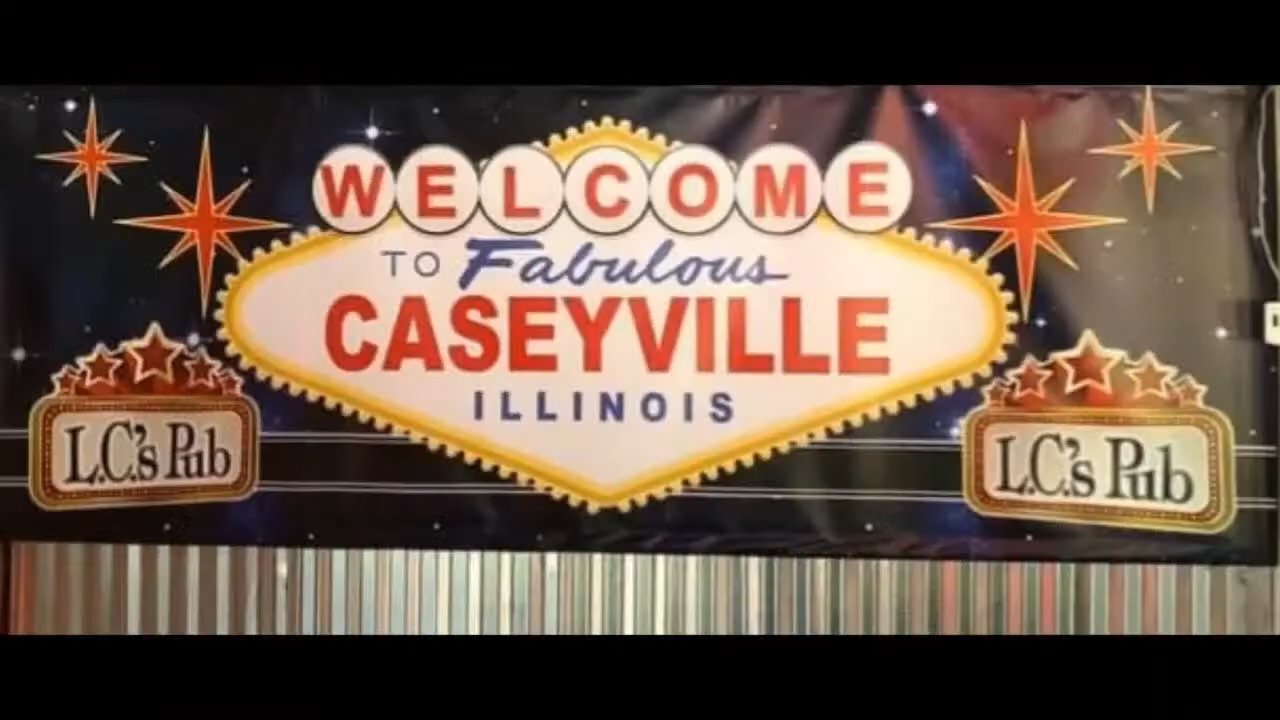 WELCOME
TO Fabulous
CASEYVILLE
ILLINOIS
L.C.'s Pub
L.C.'s Pub